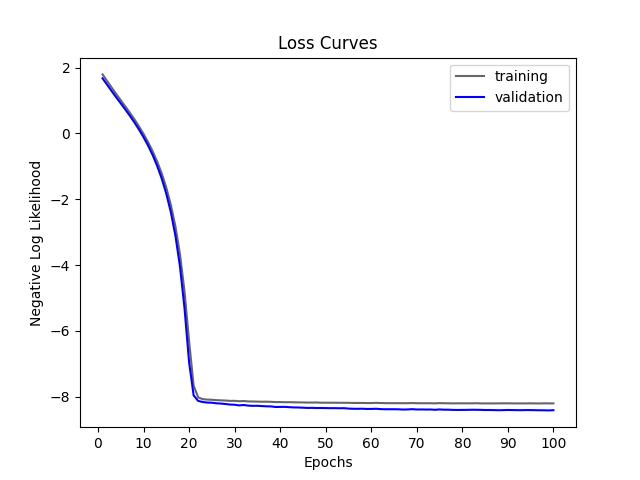 Loss Curves
training
validation
2
0
−2
−4
−6
−8
Negative Log Likelihood
0 10 20 30 40 50 60 70 80 90 100
Epochs